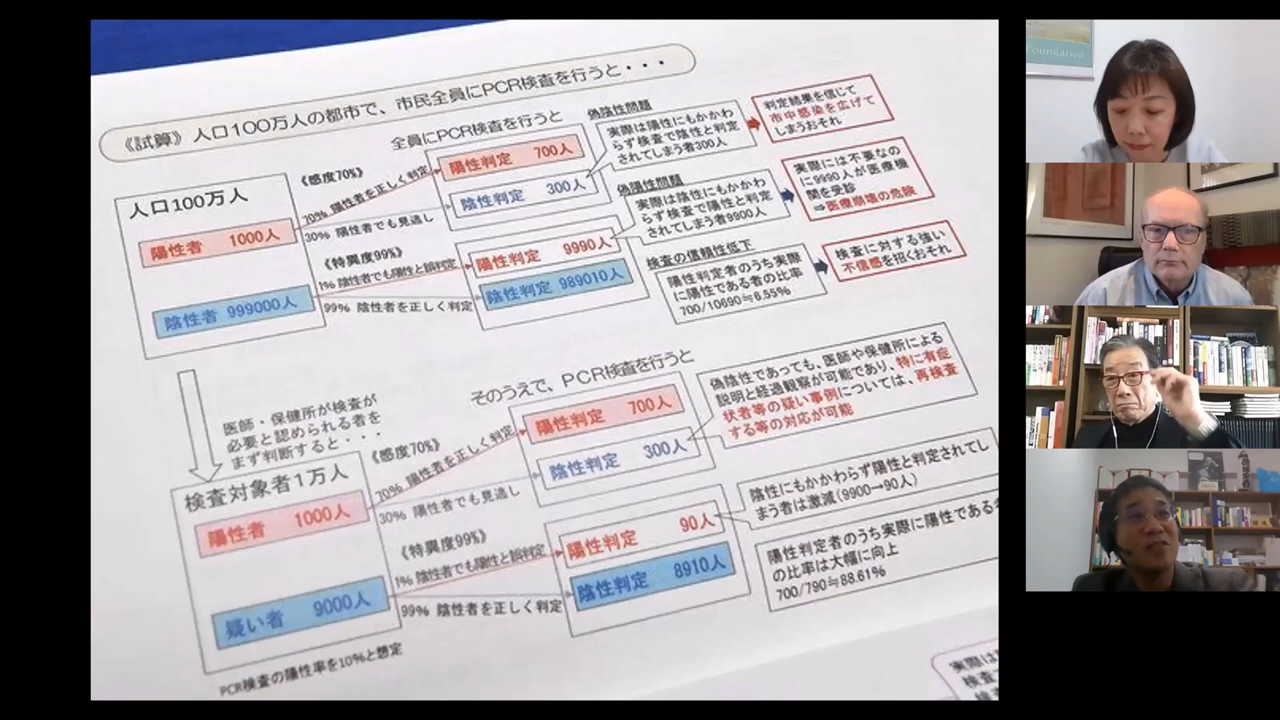 《試算》人口100万人の都市で、市民全員にPCR検査を行うと・・・
人口100万人
陽性者 1000人
陰性者 999000人
《感度70%》
70% 陽性者を正しく判定
30% 陽性者でも見逃し
《特異度99%》
1% 陰性者でも陽性と誤判定
99% 陰性者を正しく判定
全員にPCR検査を行うと
陽性判定 700人
陰性判定 300人
陽性判定 9990人
陰性判定 989010人
偽陰性問題
実際は陽性にもかかわ
らず検査で陰性と判定
されてしまう者300人
偽陽性問題
実際は陰性にもかかわ
らず検査で陽性と判定
されてしまう者9900人
検査の信頼性低下
陽性判定者のうち実際
に陽性である者の比率
700/10690≒6.55%
判定結果を信じて
市中感染を広げて
しまうおそれ
実際には不要なの
に9990人が医療機
関を受診
⇒医療崩壊の危険
検査に対する強い
不信感を招くおそれ
医師・保健所が検査が
必要と認められる者を
まず判断すると・・・
検査対象者1万人
陽性者 1000人
疑い者 9000人
PCR検査の陽性率を10%と想定
《感度70%》
70% 陽性者を正しく判定
30% 陽性者でも見逃し
《特異度99%》
1% 陰性者でも陽性と誤判定
99% 陰性者を正しく判定
そのうえで、PCR検査を行うと
陽性判定 700人
陰性判定 300人
陽性判定 90人
陰性判定 8910人
偽陰性であっても、医師や保健所による
説明と経過観察が可能であり、特に有症
状者等の疑い事例については、再検査
する等の対応が可能
陰性にもかかわらず陽性と判定されてし
まう者は激減(9900→90人)
陽性判定者のうち実際に陽性である者
の比率は大幅に向上
700/790≒88.61%
実際は
検査で
Foundation